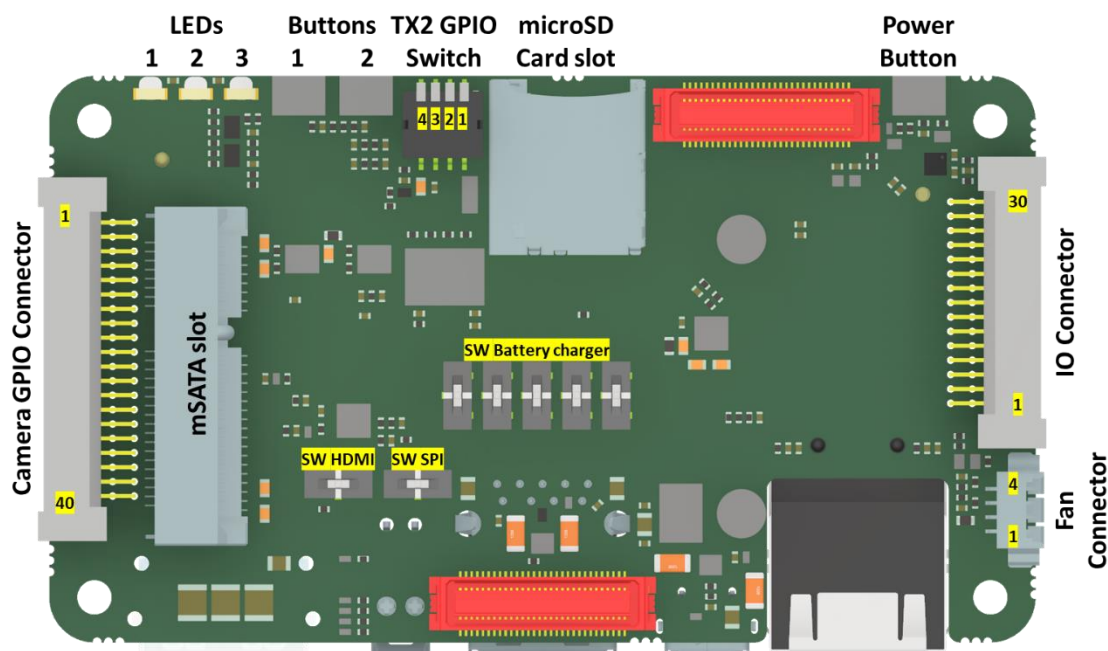 LEDs
1 2 3
Buttons
1 2
TX2 GPIO
Switch
microSD
Card slot
Power
Button
4 3 2 1
Camera GPIO Connector
1
40
mSATA slot
30
1
IO Connector
SW Battery charger
SW HDMI
SW SPI
4
1
Fan
Connector